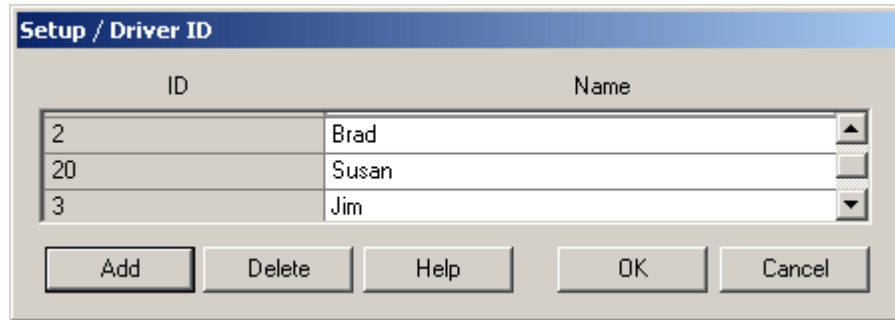 Setup / Driver ID
ID Name
2 Brad
20 Susan
3 Jim
Add Delete Help OK Cancel